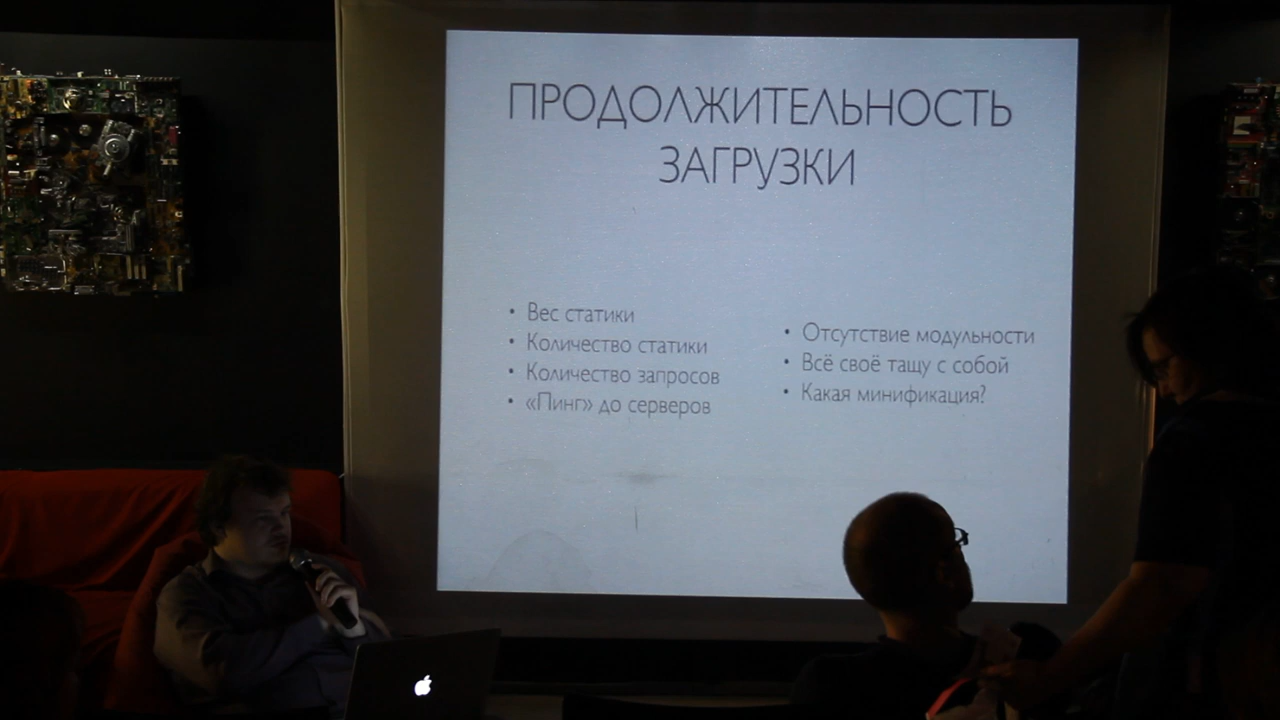 ПРОДОЛЖИТЕЛЬНОСТЬ
ЗАГРУЗКИ
• Вес статики
• Количество статики
• Количество запросов
• «Пинг» до серверов
• Отсутствие модульности
• Всё своё тащу с собой
• Какая минификация?